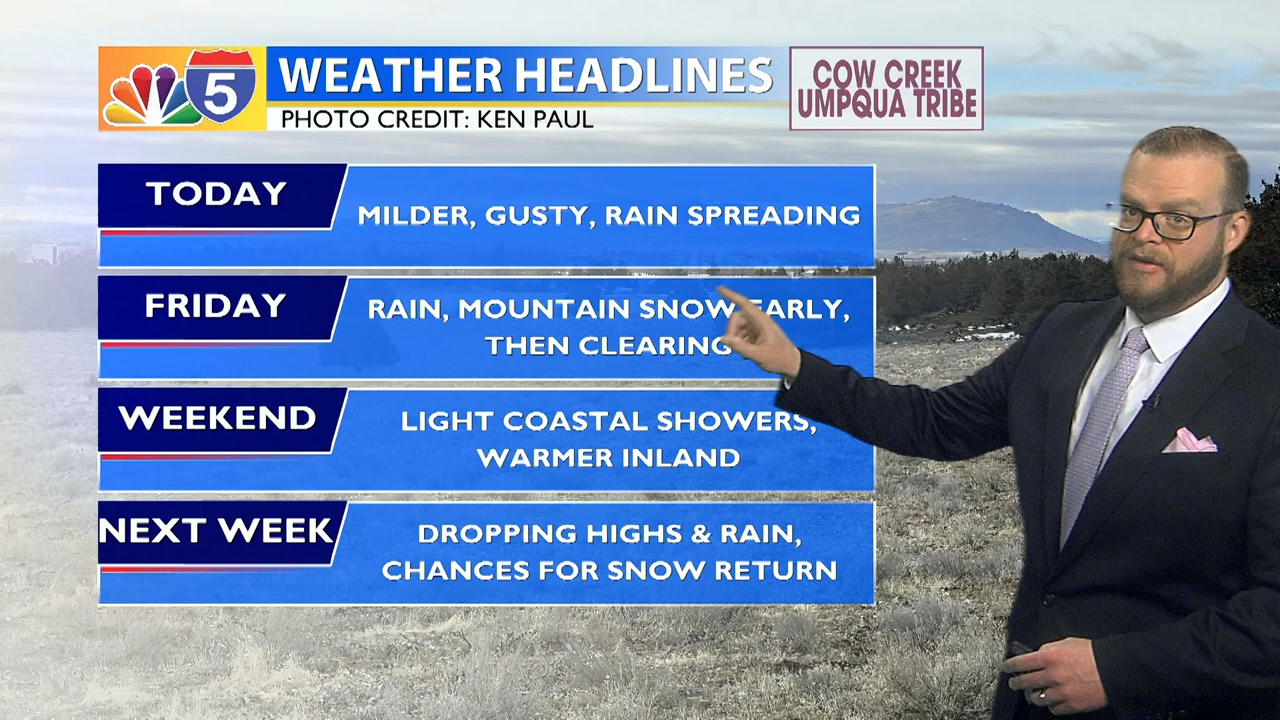 5
WEATHER HEADLINES
PHOTO CREDIT: KEN PAUL
COW CREEK
UMPQUA TRIBE
TODAY
MILDER, GUSTY, RAIN SPREADING
FRIDAY
RAIN, MOUNTAIN SNOW EARLY,
THEN CLEARING
WEEKEND
LIGHT COASTAL SHOWERS,
WARMER INLAND
NEXT WEEK
DROPPING HIGHS & RAIN,
CHANCES FOR SNOW RETURN